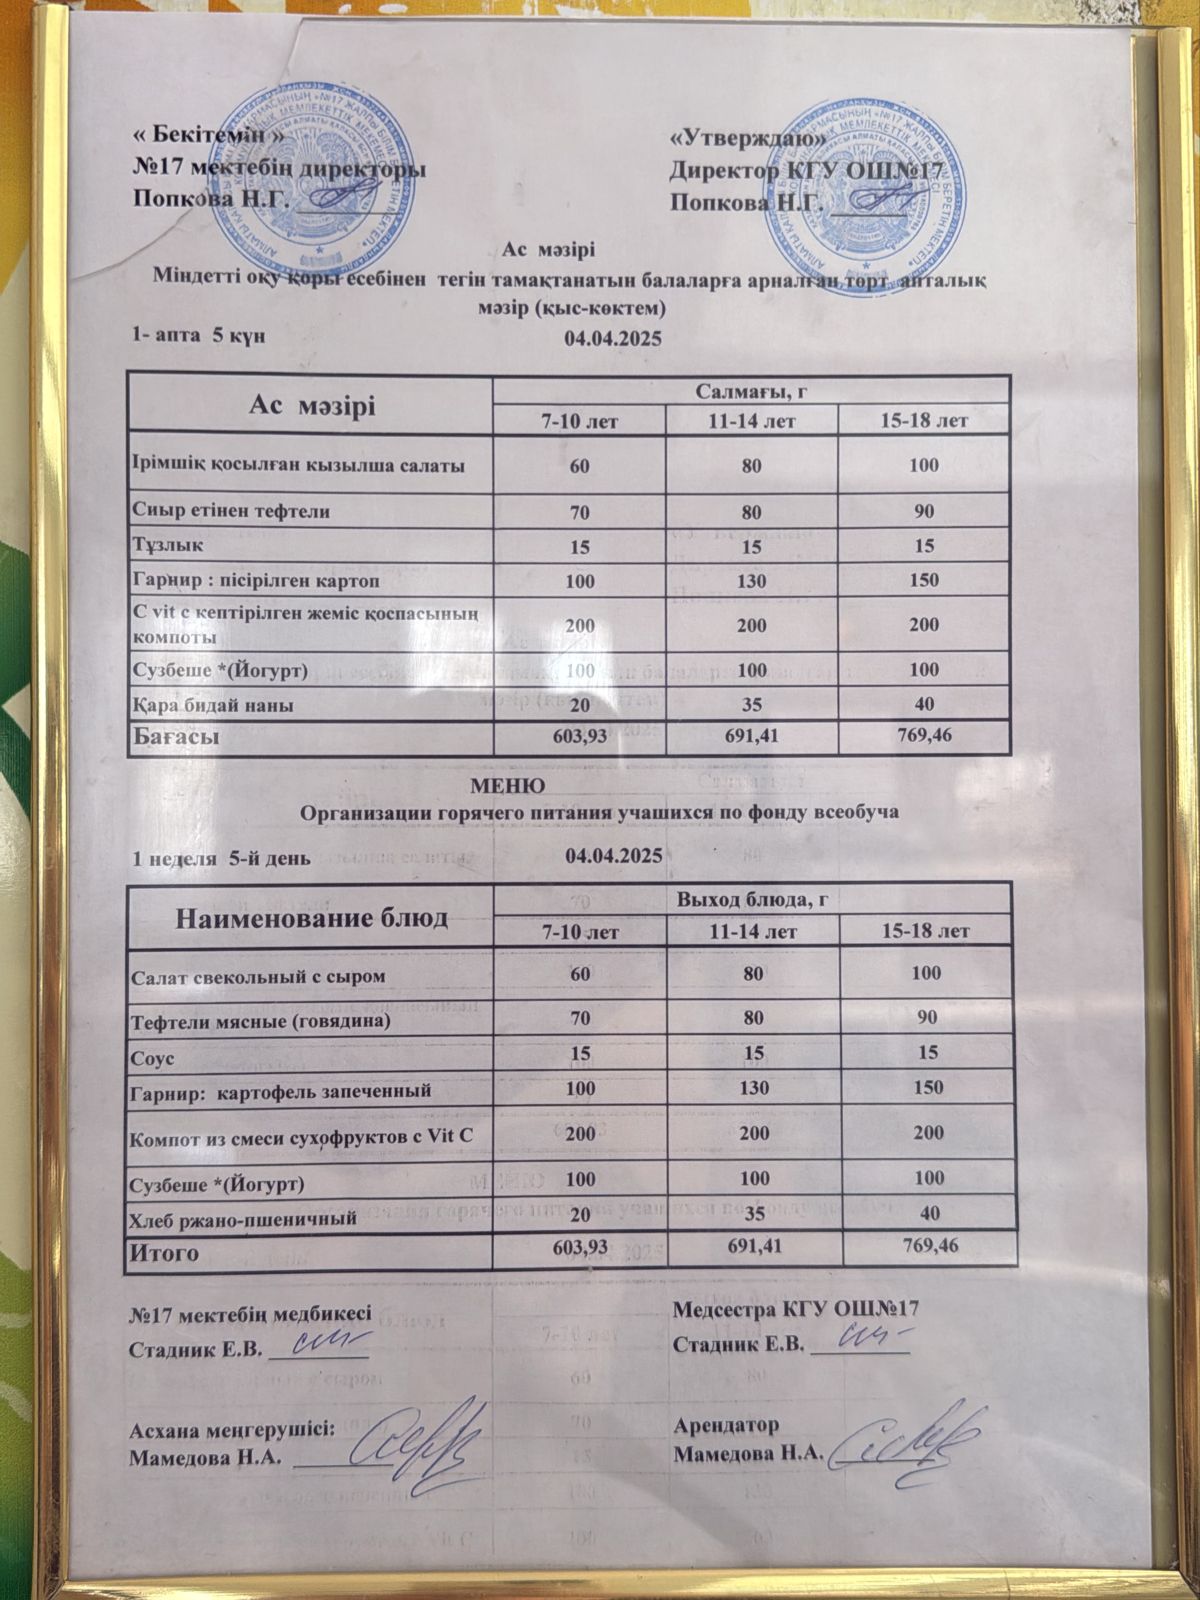 « Бекітемін »
№17 мектебің директоры
Попкова Н.Г.
«Утверждаю»
Директор КГУ ОШ№17
Попкова Н.Г.
Ас мәзірі
Міндетті оқу қоры есебінен тегін тамақтанатын балаларға арналған төрт апталық
мәзір (қыс-көктем)
1- апта 5 күн 04.04.2025
Ас мәзірі Салмағы, г
7-10 лет 11-14 лет 15-18 лет
Ірімшік қосылған кызылша салаты 60 80 100
Сиыр етінен тефтели 70 80 90
Тұзлык 15 15 15
Гарнир : пісірілген картоп 100 130 150
C vit с кептірілген жеміс қоспасының
компоты 200 200 200
Сузбеше *(Йогурт) 100 100 100
Қара бидай наны 20 35 40
Бағасы 603,93 691,41 769,46
МЕНЮ
Организации горячего питания учашихся по фонду всеобуча
1 неделя 5-й день 04.04.2025
Наименование блюд Выход блюда, г
7-10 лет 11-14 лет 15-18 лет
Салат свекольный с сыром 60 80 100
Тефтели мясные (говядина) 70 80 90
Соус 15 15 15
Гарнир: картофель запеченный 100 130 150
Компот из смеси сухофруктов с Vit C 200 200 200
Сузбеше *(Йогурт) 100 100 100
Хлеб ржано-пшеничный 20 35 40
Итого 603,93 691,41 769,46
№17 мектебің медбикесі
Стадник Е.В.
Медсестра КГУ ОШ№17
Стадник Е.В.
Асхана меңгерушісі:
Мамедова Н.А.
Арендатор
Мамедова Н.А.